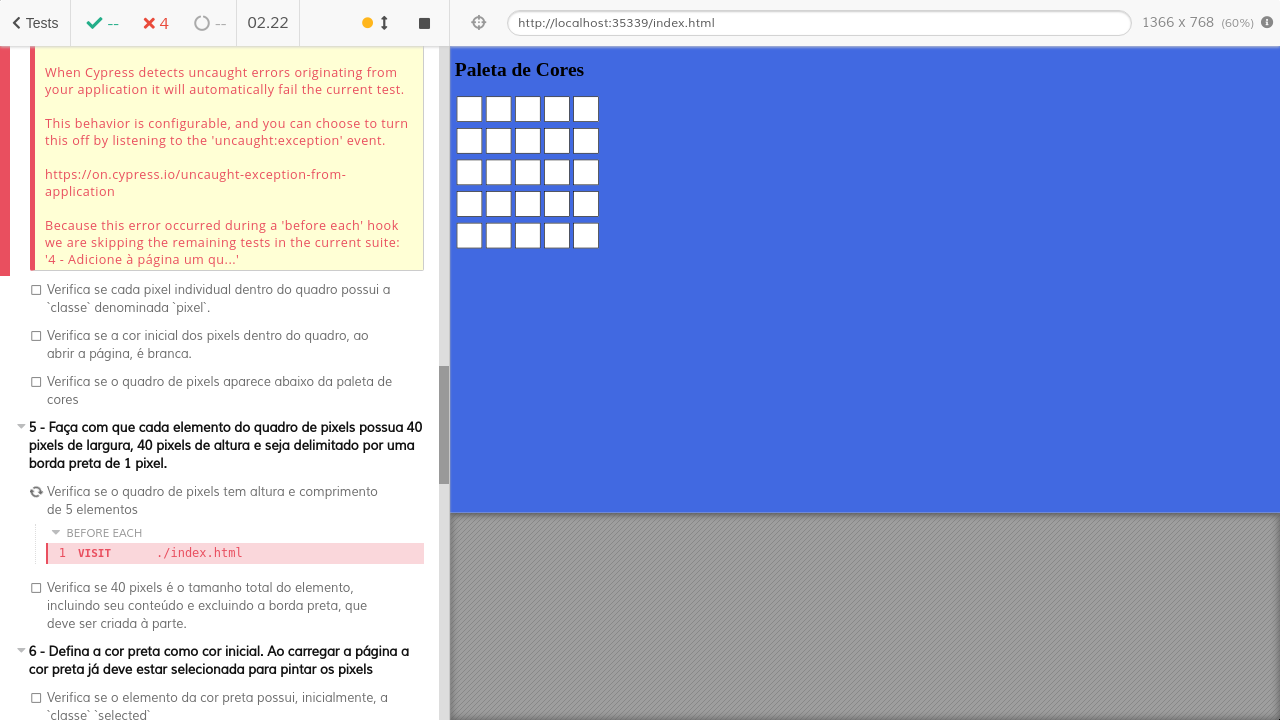 Tests
--
4
--
02.22
http://localhost:35339/index.html
1366 x 768 (60%)
When Cypress detects uncaught errors originating from
your application it will automatically fail the current test.
This behavior is configurable, and you can choose to turn
this off by listening to the 'uncaught:exception' event.
https://on.cypress.io/uncaught-exception-from-
application
Because this error occurred during a 'before each' hook
we are skipping the remaining tests in the current suite:
'4 - Adicione à página um qu...'
Verifica se cada pixel individual dentro do quadro possui a
`classe` denominada `pixel`.
Verifica se a cor inicial dos pixels dentro do quadro, ao
abrir a página, é branca.
Verifica se o quadro de pixels aparece abaixo da paleta de
cores
5 - Faça com que cada elemento do quadro de pixels possua 40
pixels de largura, 40 pixels de altura e seja delimitado por uma
borda preta de 1 pixel.
Verifica se o quadro de pixels tem altura e comprimento
de 5 elementos
BEFORE EACH
1 VISIT ./index.html
Verifica se 40 pixels é o tamanho total do elemento,
incluindo seu conteúdo e excluindo a borda preta, que
deve ser criada à parte.
6 - Defina a cor preta como cor inicial. Ao carregar a página a
cor preta já deve estar selecionada para pintar os pixels
Verifica se o elemento da cor preta possui, inicialmente, a
`classe` `selected`
Paleta de Cores